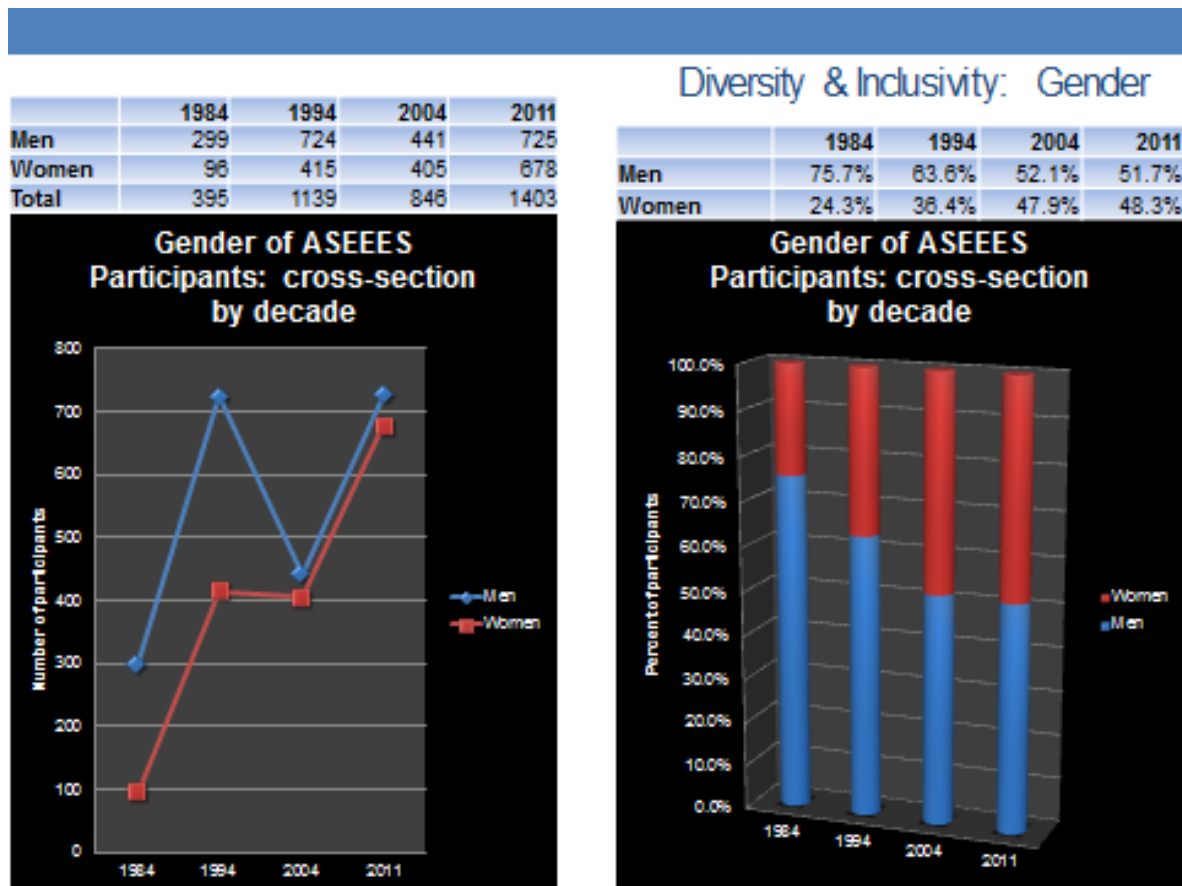 Diversity & Inclusivity: Gender
1984 1994 2004 2011
Men 299 724 441 725
Women 96 415 405 678
Total 395 1139 846 1403
Gender of ASEEES
Participants: cross-section
by decade
800
700
600
500
400
300
200
100
0
Number of participants
1984 1994 2004 2011
Men
Women
1984 1994 2004 2011
Men 75.7% 63.6% 52.1% 51.7%
Women 24.3% 36.4% 47.9% 48.3%
Gender of ASEEES
Participants: cross-section
by decade
100.0%
90.0%
80.0%
70.0%
60.0%
50.0%
40.0%
30.0%
20.0%
10.0%
0.0%
Percent of participants
1984 1994 2004 2011
Women
Men